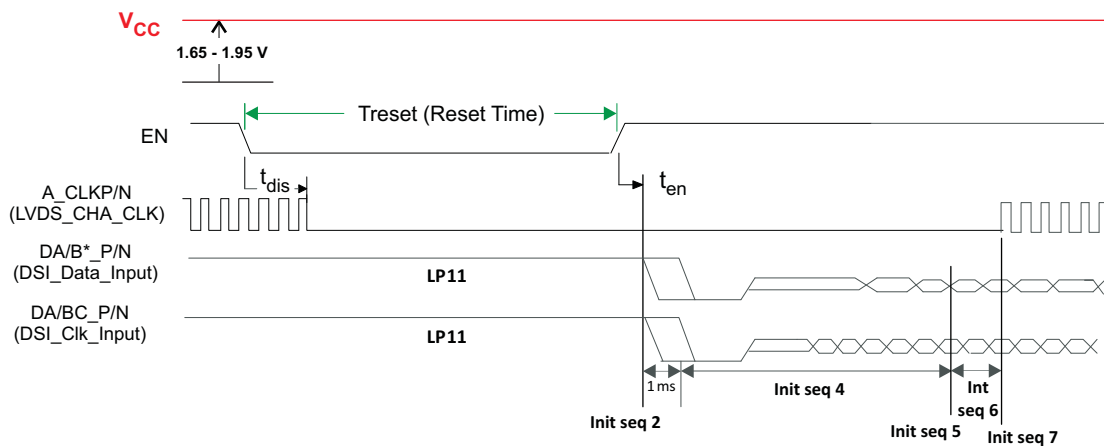 VCC
1.65 - 1.95 V
Treset (Reset Time)
EN
tdis
ten
A_CLKP/N
(LVDS_CHA_CLK)
DA/B*_P/N
(DSI_Data_Input)
LP11
DA/BC_P/N
(DSI_Clk_Input)
LP11
1 ms
Init seq 4
Int
seq 6
Init seq 2
Init seq 5
Init seq 7